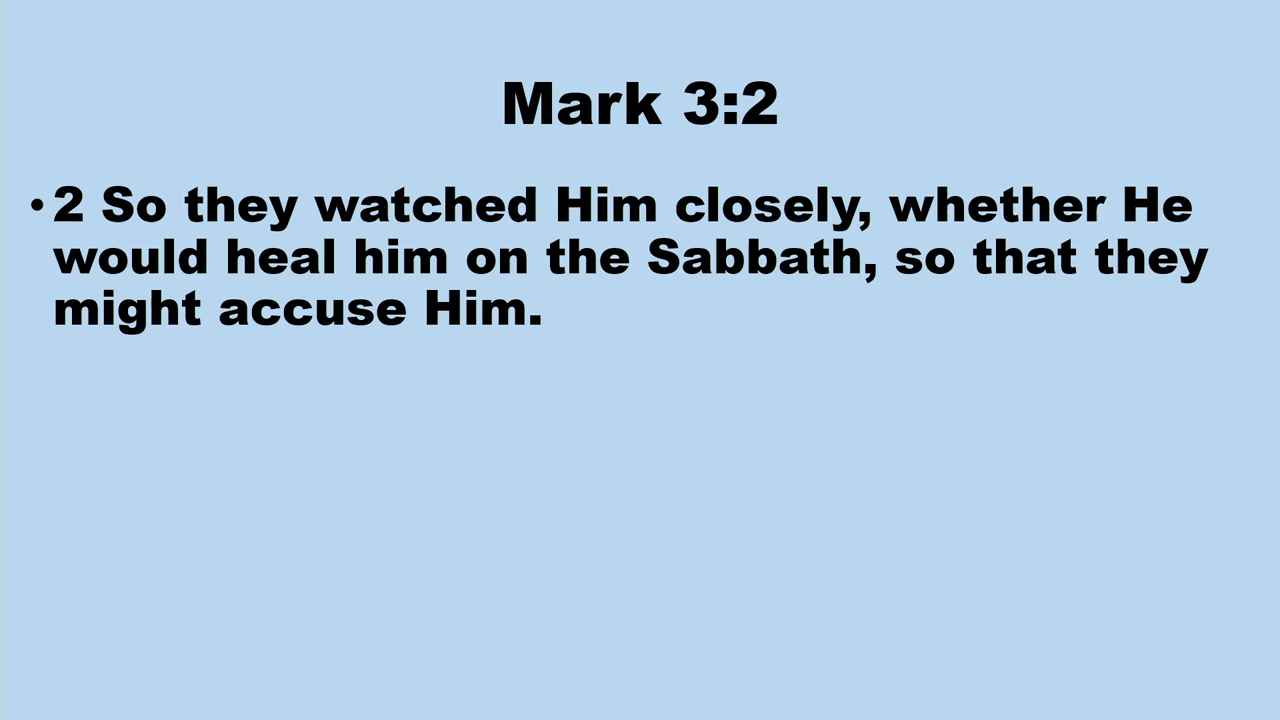 Mark 3:2
• 2 So they watched Him closely, whether He
would heal him on the Sabbath, so that they
might accuse Him.